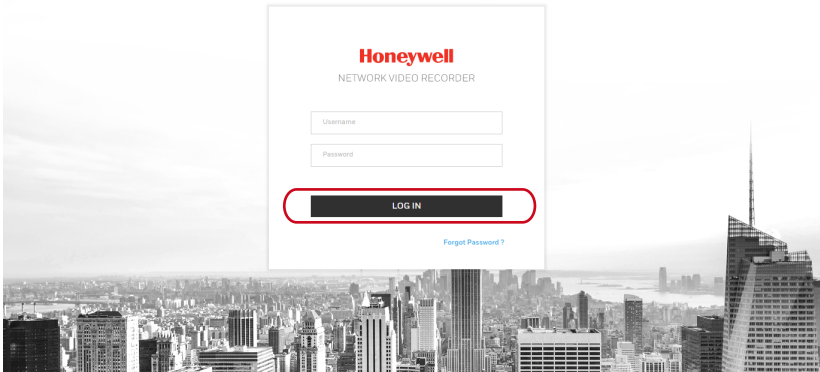 Honeywell
NETWORK VIDEO RECORDER
Username
Password
LOG IN
Forgot Password ?